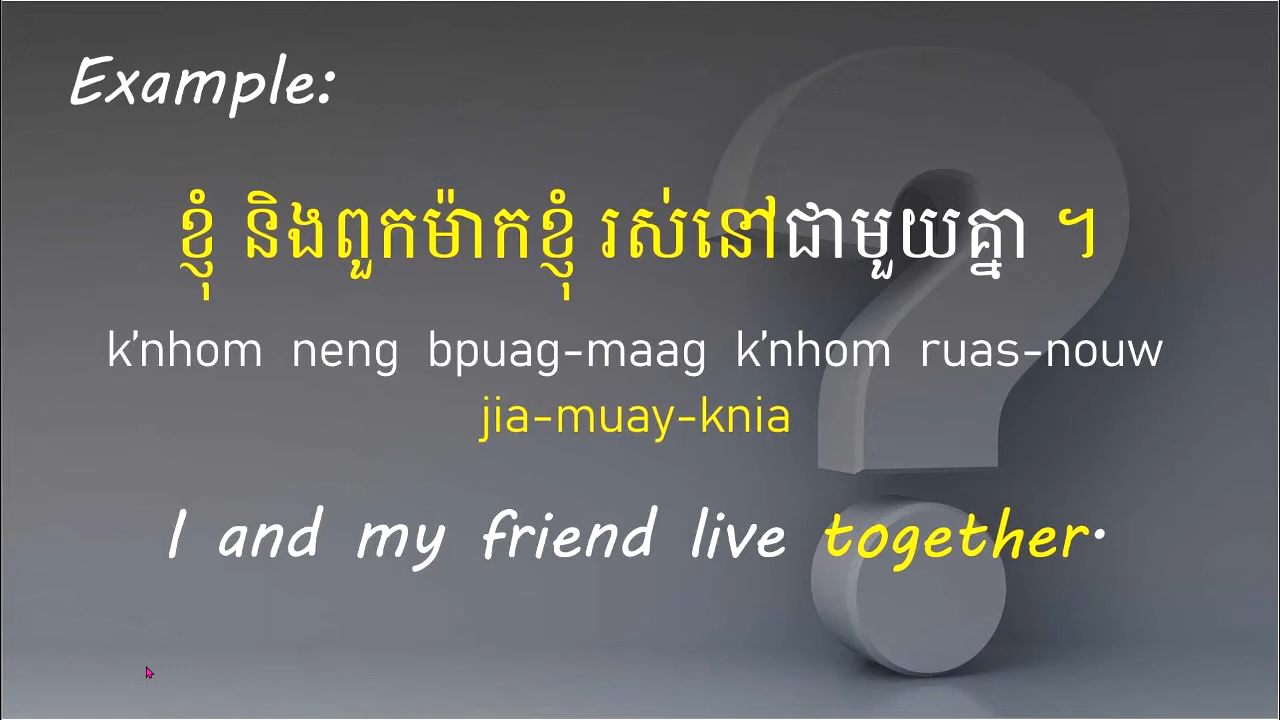 Example:
ខ្ញុំ និងពួកម៉ាកខ្ញុំ រស់នៅជាមួយគ្នា ។
k’nhom neng bpuag-maag k’nhom ruas-nouw
jia-muay-knia
I and my friend live together.